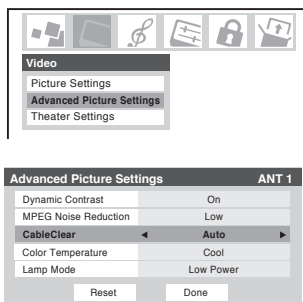 Video
Picture Settings
Advanced Picture Settings
Theater Settings
Advanced Picture Settings ANT 1
Dynamic Contrast On
MPEG Noise Reduction Low
CableClear ◀ Auto ▶
Color Temperature Cool
Lamp Mode Low Power
Reset Done